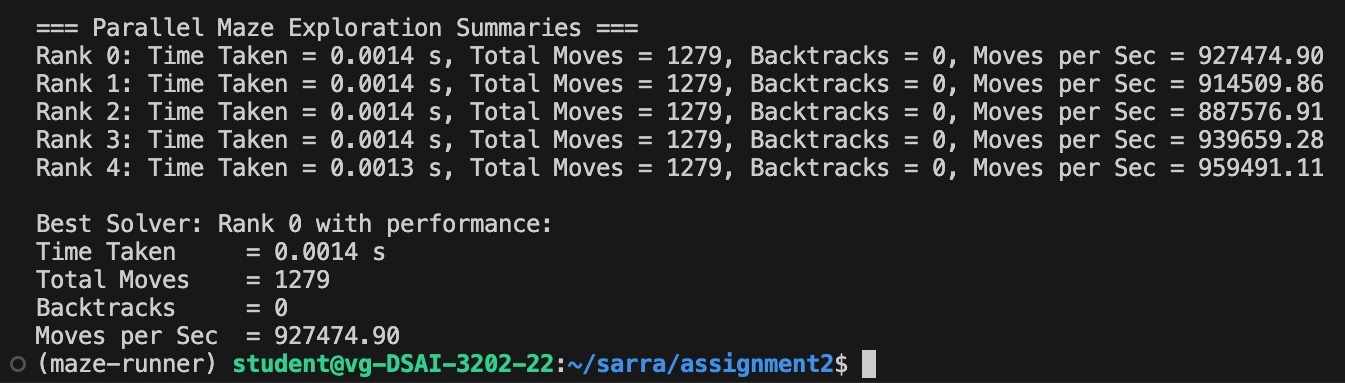 === Parallel Maze Exploration Summaries ===
Rank 0: Time Taken = 0.0014 s, Total Moves = 1279, Backtracks = 0, Moves per Sec = 927474.90
Rank 1: Time Taken = 0.0014 s, Total Moves = 1279, Backtracks = 0, Moves per Sec = 914509.86
Rank 2: Time Taken = 0.0014 s, Total Moves = 1279, Backtracks = 0, Moves per Sec = 887576.91
Rank 3: Time Taken = 0.0014 s, Total Moves = 1279, Backtracks = 0, Moves per Sec = 939659.28
Rank 4: Time Taken = 0.0013 s, Total Moves = 1279, Backtracks = 0, Moves per Sec = 959491.11
Best Solver: Rank 0 with performance:
Time Taken     = 0.0014 s
Total Moves    = 1279
Backtracks     = 0
Moves per Sec  = 927474.90
(maze-runner) student@vg-DSAI-3202-22:~/sarra/assignment2$